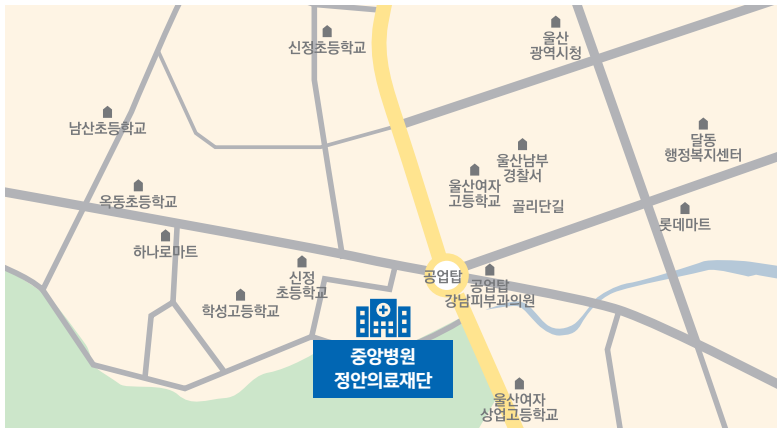 신정초등학교
울산
광역시청
남산초등학교
달동
행정복지센터
울산남부
경찰서
울산여자
고등학교
골리단길
옥동초등학교
롯데마트
하나로마트
신정
초등학교
공업탑
공업탑
강남피부과의원
학성고등학교
중앙병원
정안의료재단
울산여자
상업고등학교